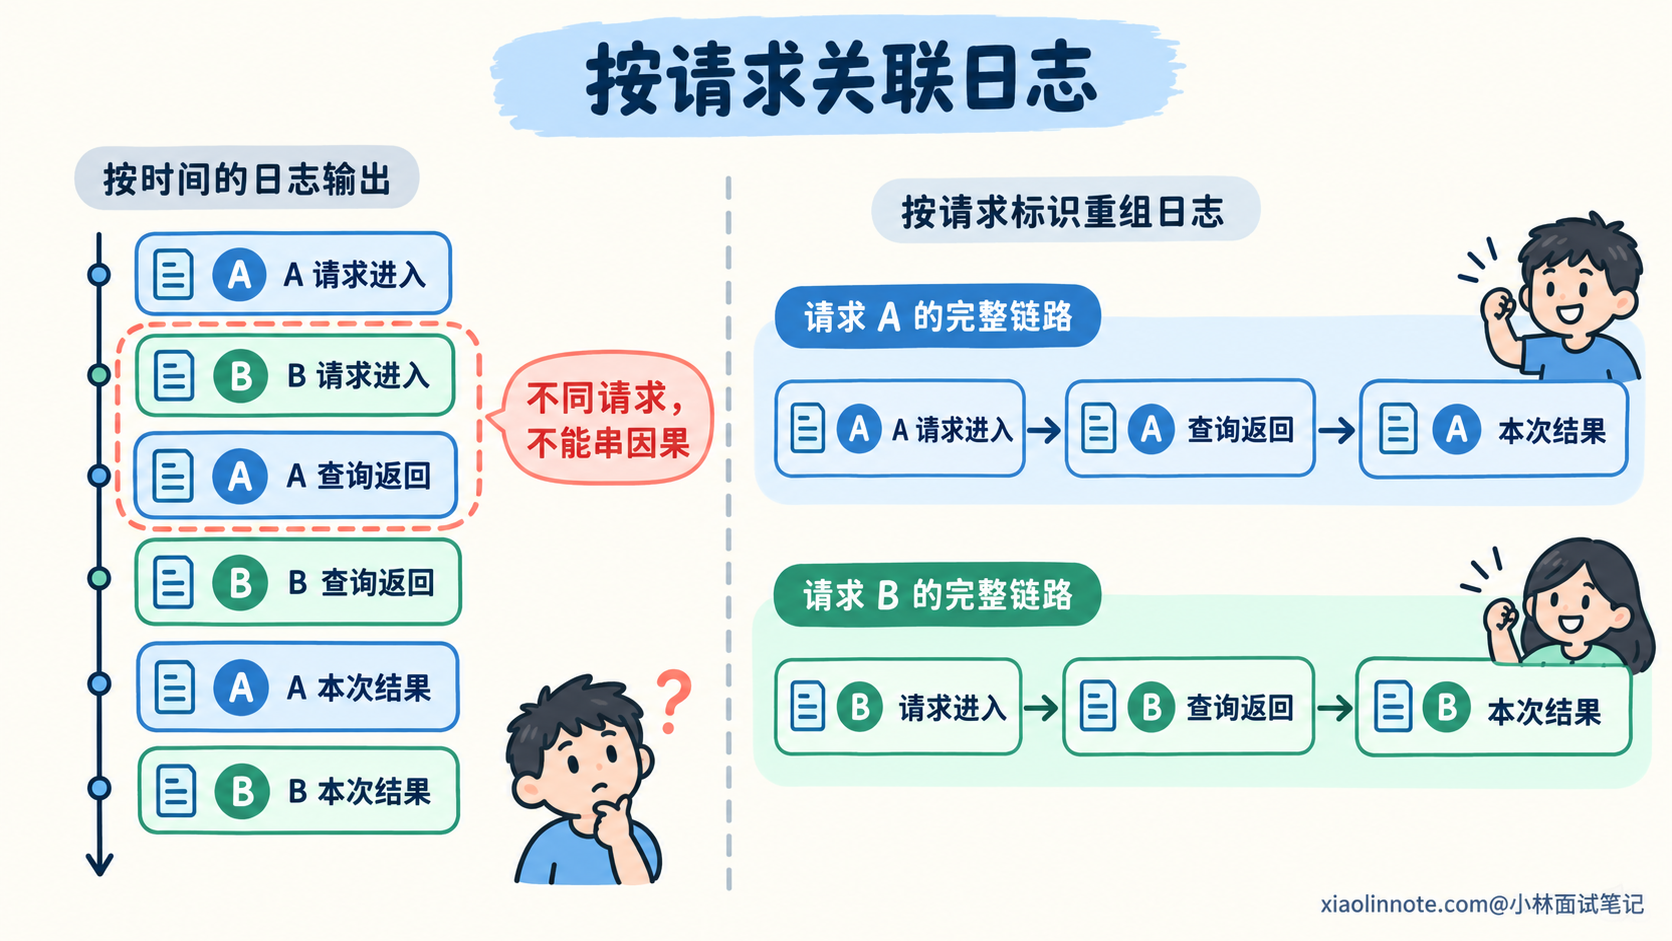 按请求关联日志
按时间的日志输出
A A 请求进入
B B 请求进入
A A 查询返回
B B 查询返回
A A 本次结果
B B 本次结果
不同请求，
不能串因果
?
按请求标识重组日志
请求 A 的完整链路
A A 请求进入
A 查询返回
A 本次结果
请求 B 的完整链路
B 请求进入
B 查询返回
B 本次结果
xiaolinnote.com@小林面试笔记